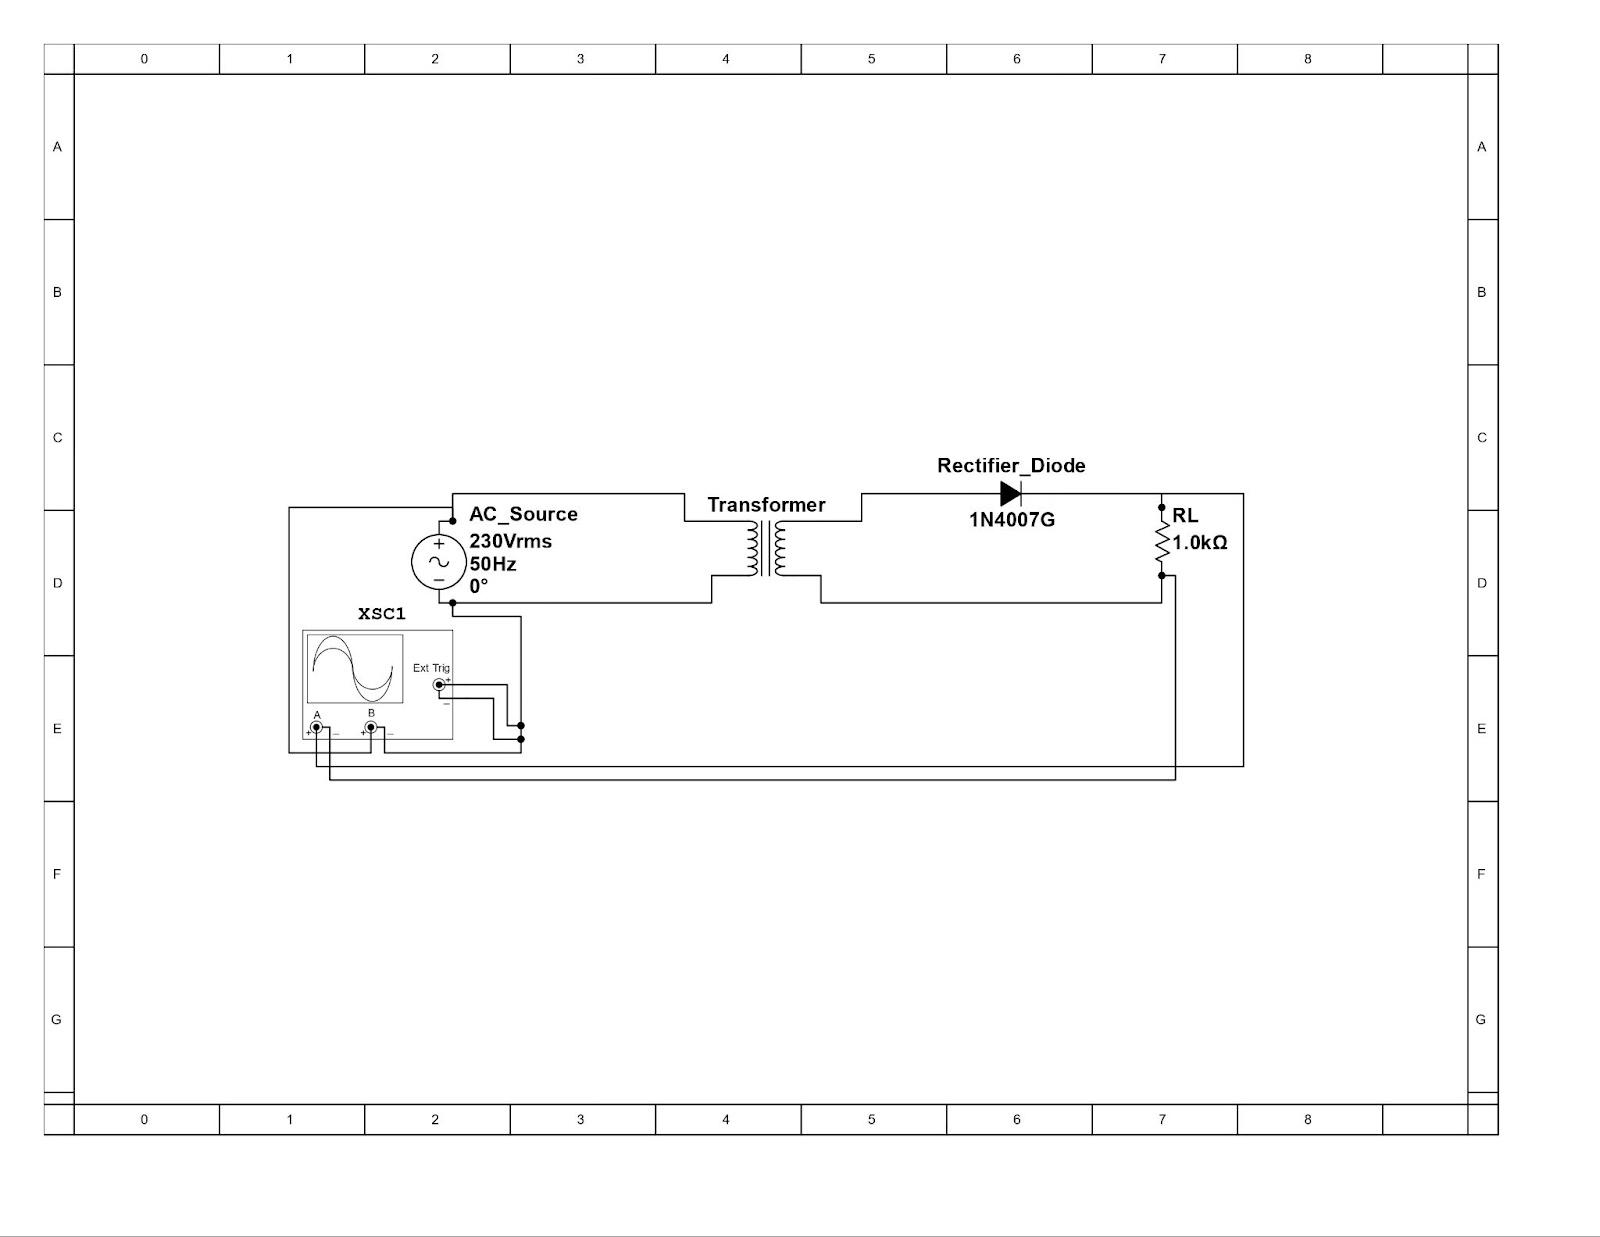 0 1 2 3 4 5 6 7 8
A A
B B
C C
Rectifier_Diode
Transformer
AC_Source
1N4007G
RL
230Vrms
1.0kΩ
50Hz
D D
0°
XSC1
Ext Trig
+
_
A B
E E
+ _ + _
F F
G G
0 1 2 3 4 5 6 7 8